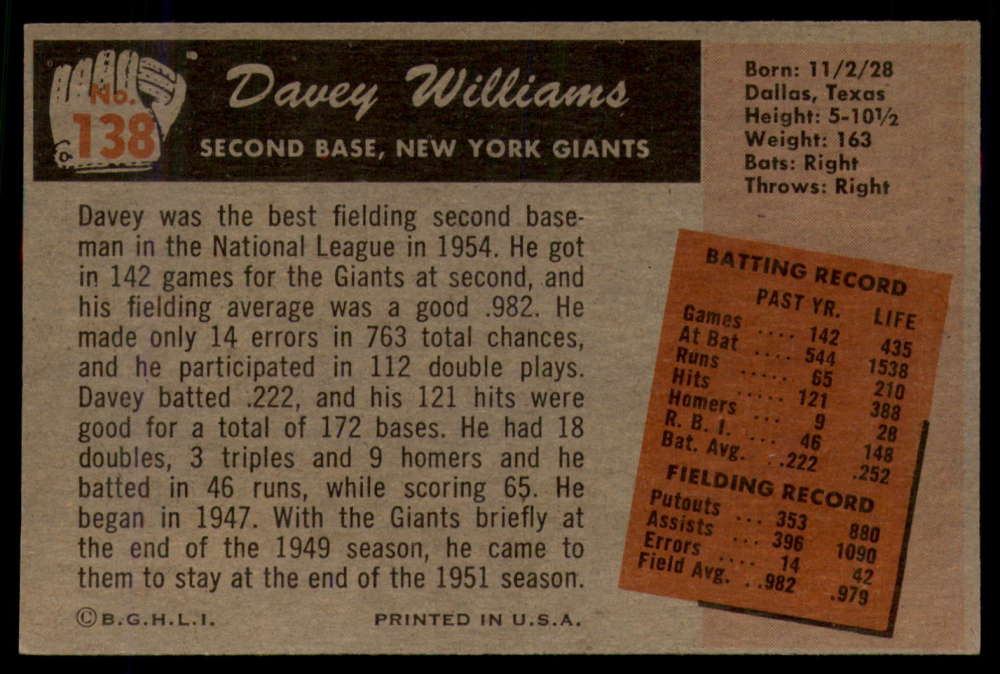 No.
138
Davey Williams
SECOND BASE, NEW YORK GIANTS
Born: 11/2/28
Dallas, Texas
Height: 5-10½
Weight: 163
Bats: Right
Throws: Right
Davey was the best fielding second base-
man in the National League in 1954. He got
in 142 games for the Giants at second, and
his fielding average was a good .982. He
made only 14 errors in 763 total chances,
and he participated in 112 double plays.
Davey batted .222, and his 121 hits were
good for a total of 172 bases. He had 18
doubles, 3 triples and 9 homers and he
batted in 46 runs, while scoring 65. He
began in 1947. With the Giants briefly at
the end of the 1949 season, he came to
them to stay at the end of the 1951 season.
BATTING RECORD
PAST YR. LIFE
Games .... 142 435
At Bat .... 544 1538
Runs ..... 65 210
Hits ..... 121 388
Homers ... 9 28
R. B. I. ... 46 148
Bat. Avg. ..222 .252
FIELDING RECORD
Putouts ... 353 880
Assists ... 396 1090
Errors .... 14 42
Field Avg. ..982 .979
©B.G.H.L.I.
PRINTED IN U.S.A.